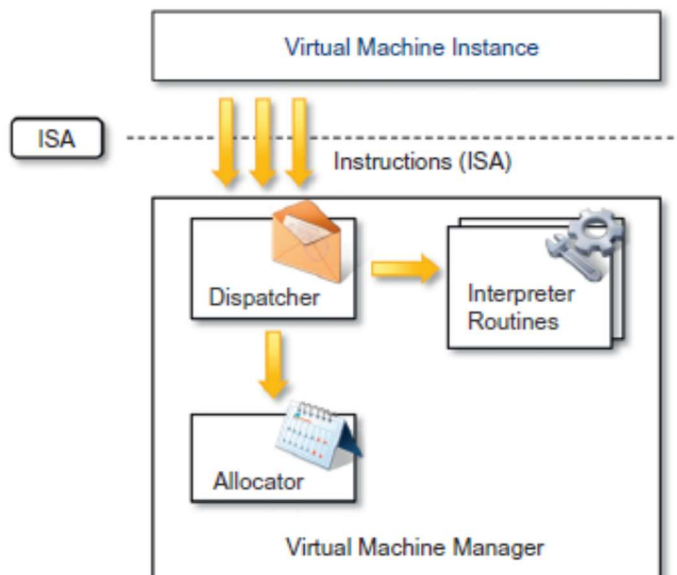 Virtual Machine Instance
ISA
Instructions (ISA)
Dispatcher
Interpreter
Routines
Allocator
Virtual Machine Manager